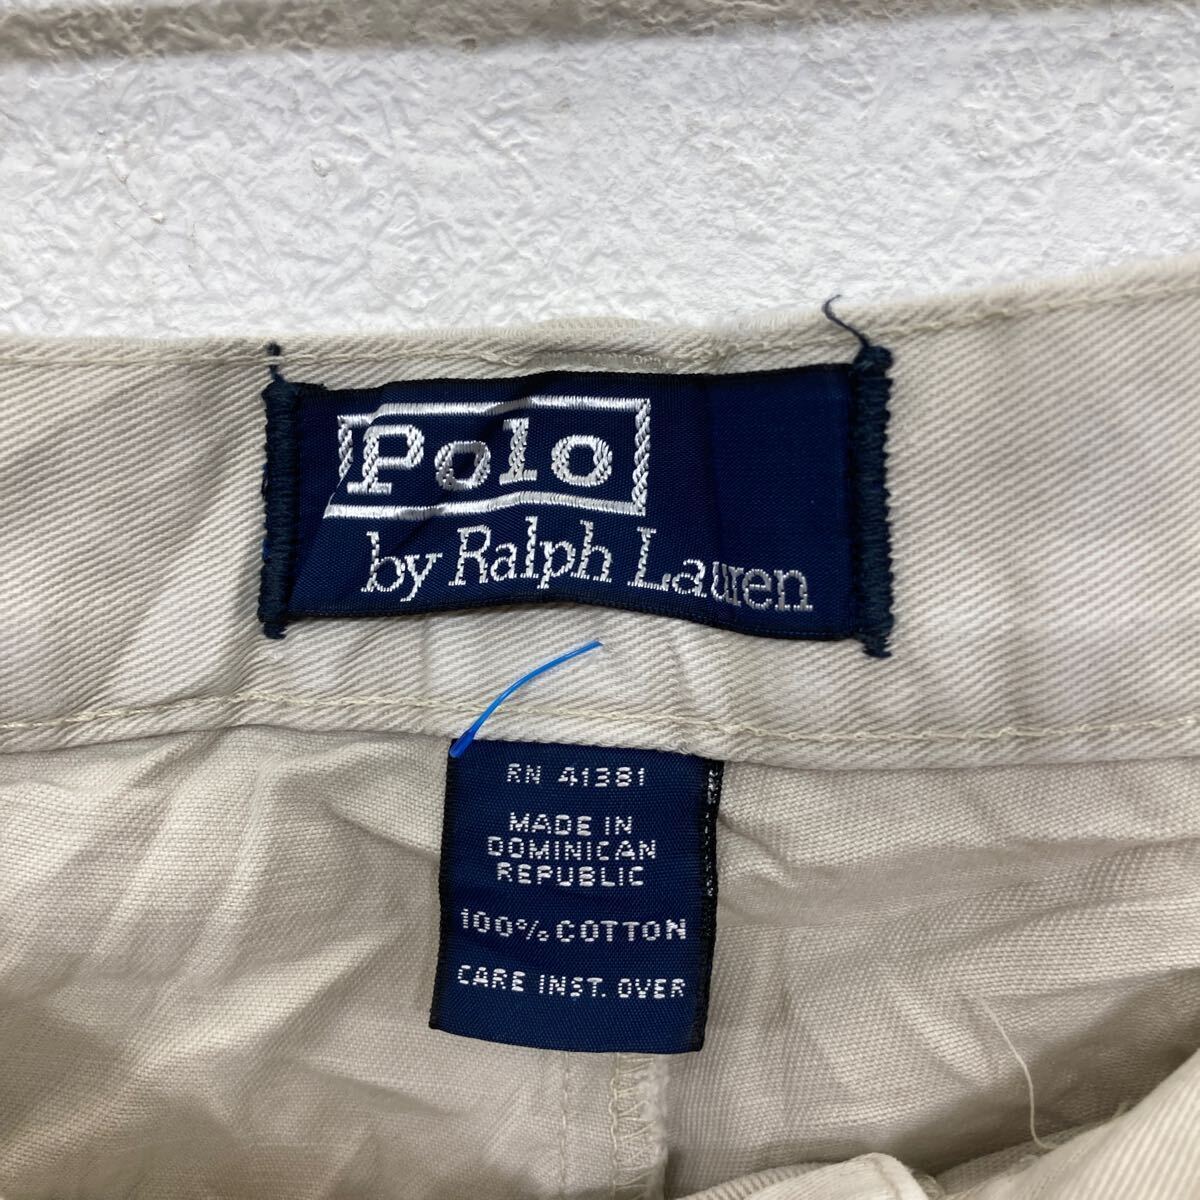 Polo
by Ralph Lauren
RN 41381
MADE IN
DOMINICAN
REPUBLIC
100% COTTON
CARE INST. OVER